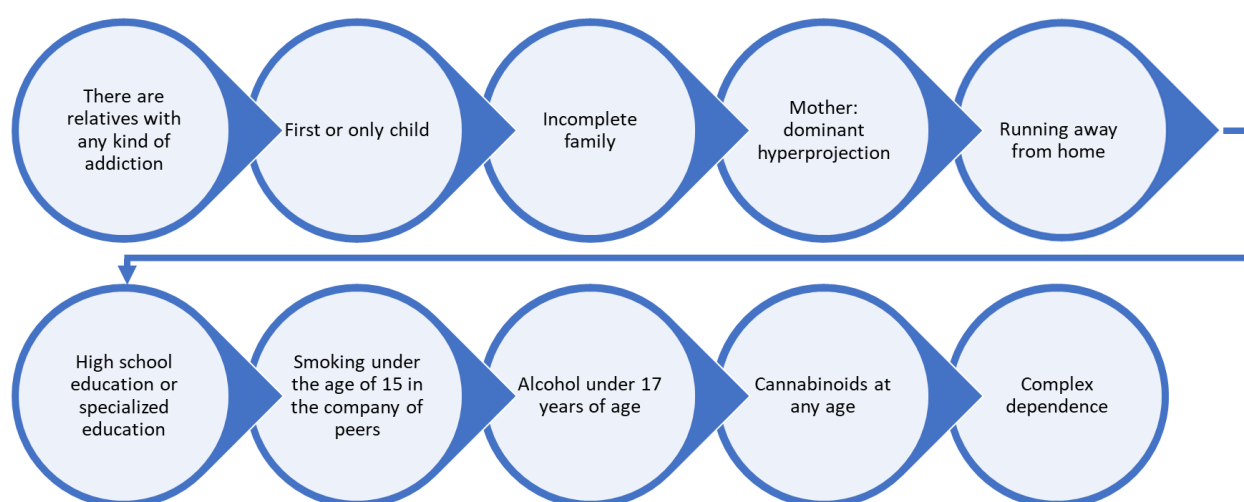 There are
relatives with
any kind of
addiction
First or only child
Incomplete
family
Mother:
dominant
hyperprojection
Running away
from home
High school
education or
specialized
education
Smoking under
the age of 15 in
the company of
peers
Alcohol under 17
years of age
Cannabinoids at
any age
Complex
dependence